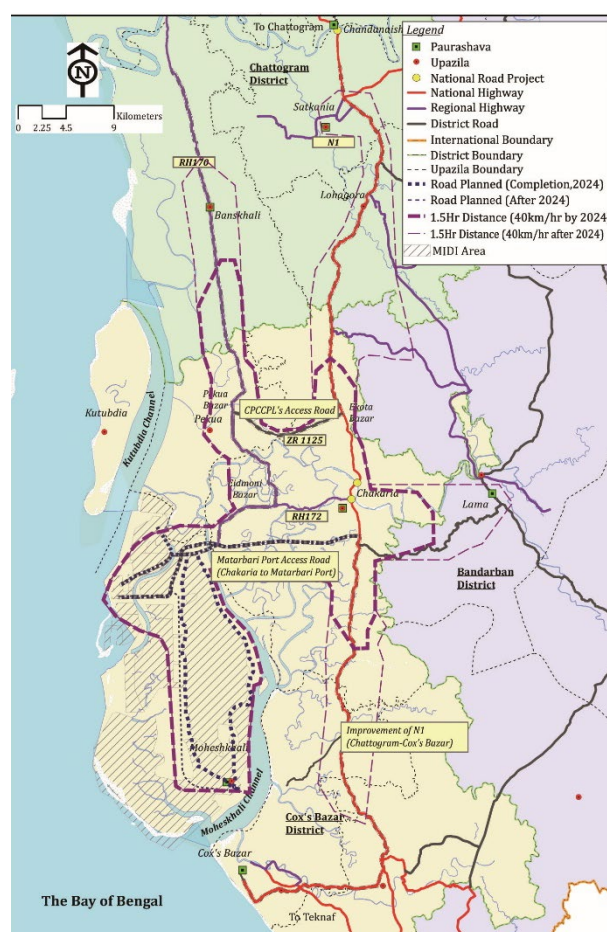 To Chattogram
Chandanaish
Chattogram
District
Satkania
N1
RH170
Lohagora
Banskhali
N
Kilometers
0 2.25 4.5 9
Legend
Paurashava
Upazila
National Road Project
National Highway
Regional Highway
District Road
International Boundary
District Boundary
Upazila Boundary
Road Planned (Completion,2024)
Road Planned (After 2024)
1.5Hr Distance (40km/hr by 2024
1.5Hr Distance (40km/hr after 2024)
MIDI Area
Kutubdia
Kutubdia Channel
Pekua
Bazar
Pekua
CPCCPL's Access Road
Ekota
Bazar
ZR 1125
Eidmoni
Bazar
RH172
Chakaria
Lama
Matarbari Port Access Road
(Chakaria to Matarbari Port)
Bandarban
District
Improvement of N1
(Chattogram-Cox's Bazar)
Moheshkhali
Moheskhali Channel
Cox's Bazar
District
Cox's Bazar
The Bay of Bengal
To Teknaf